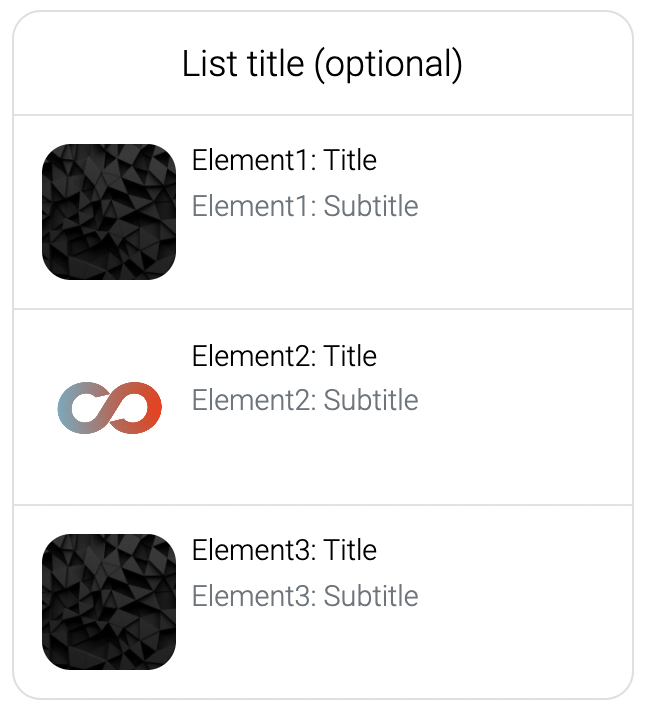 List title (optional)
Element1: Title
Element1: Subtitle
Element2: Title
Element2: Subtitle
Element3: Title
Element3: Subtitle